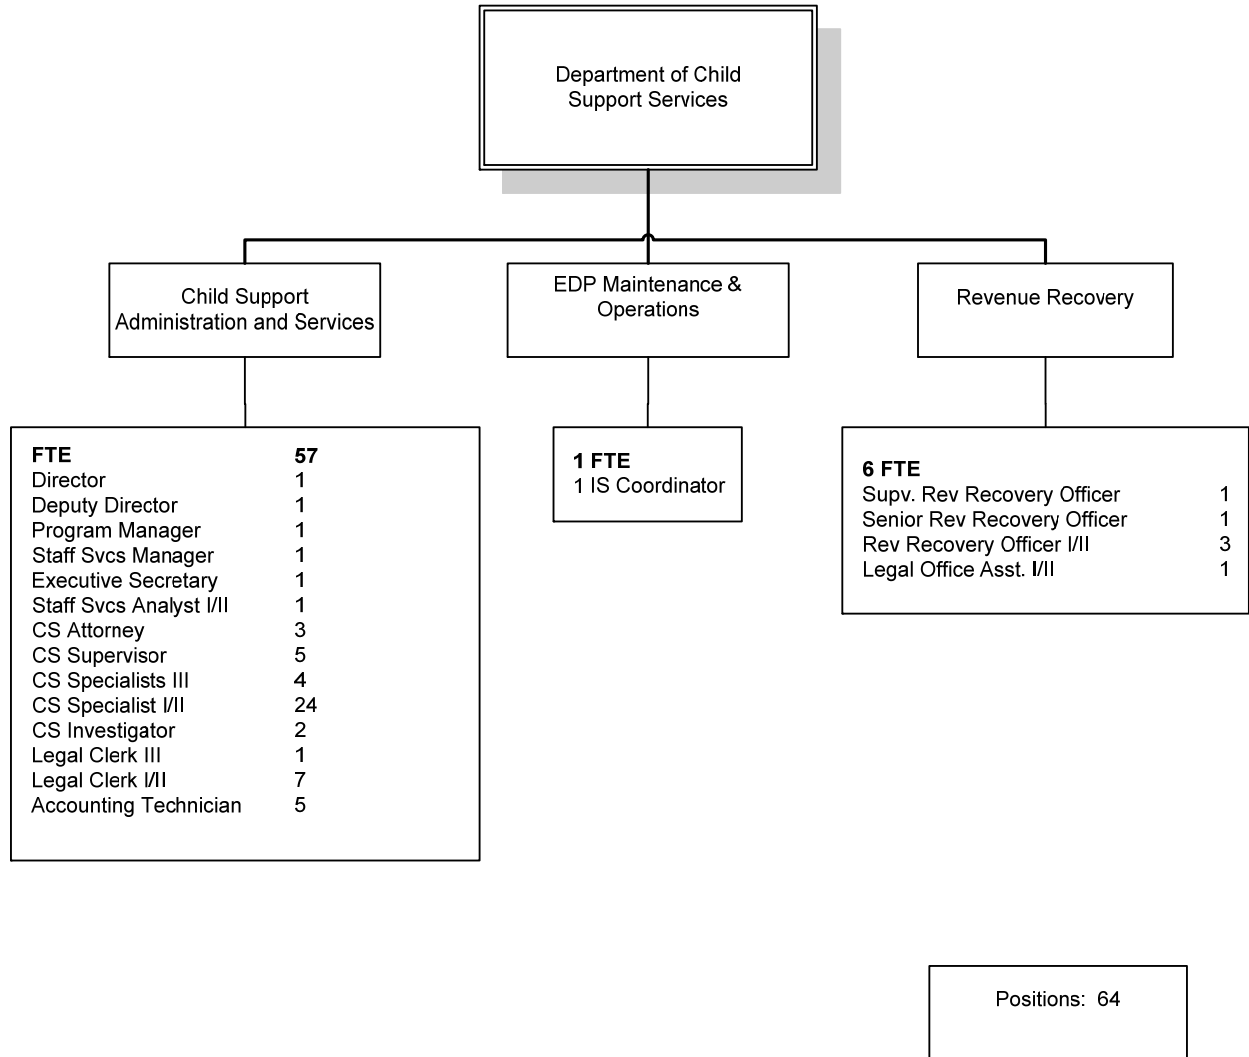 Department of Child
Support Services
Child Support
Administration and Services
EDP Maintenance &
Operations
Revenue Recovery
FTE 57
Director 1
Deputy Director 1
Program Manager 1
Staff Svcs Manager 1
Executive Secretary 1
Staff Svcs Analyst I/II 1
CS Attorney 3
CS Supervisor 5
CS Specialists III 4
CS Specialist I/II 24
CS Investigator 2
Legal Clerk III 1
Legal Clerk I/II 7
Accounting Technician 5
1 FTE
1 IS Coordinator
6 FTE
Supv. Rev Recovery Officer 1
Senior Rev Recovery Officer 1
Rev Recovery Officer I/II 3
Legal Office Asst. I/II 1
Positions: 64